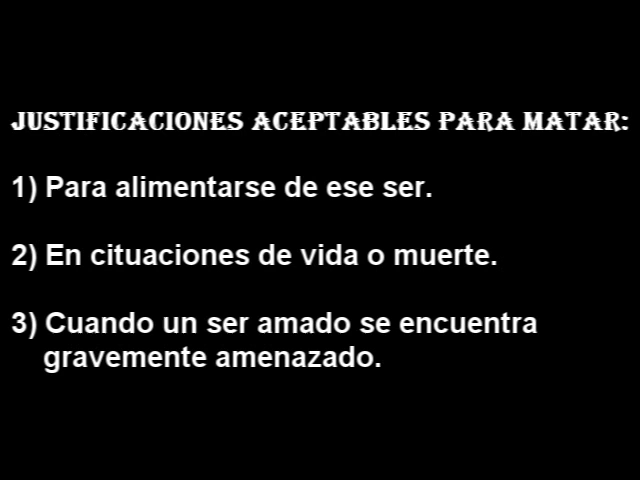 JUSTIFICACIONES ACEPTABLES PARA MATAR:
1) Para alimentarse de ese ser.
2) En cituaciones de vida o muerte.
3) Cuando un ser amado se encuentra
gravemente amenazado.